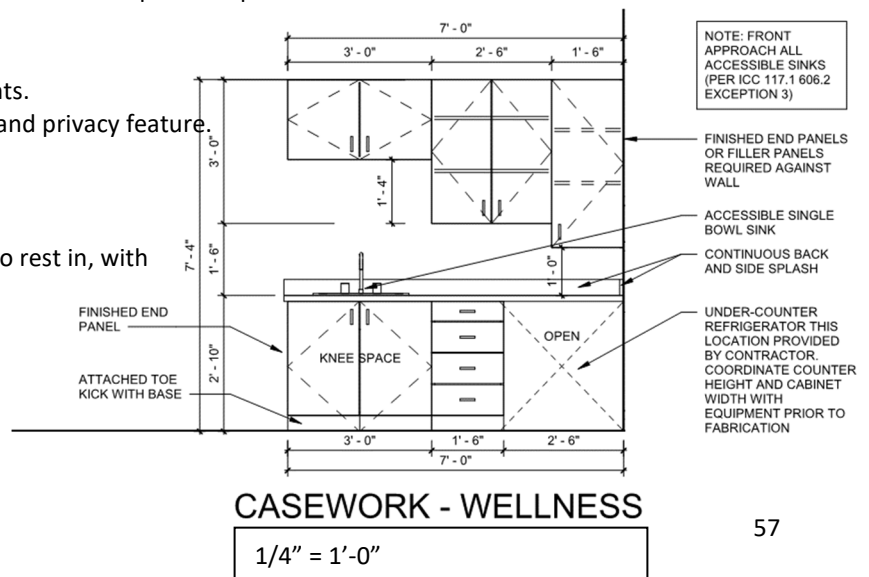 nts.
and privacy feature.
o rest in, with
7' - 0"
3' - 0"
2' - 6"
1' - 6"
NOTE: FRONT
APPROACH ALL
ACCESSIBLE SINKS
(PER ICC 117.1 606.2
EXCEPTION 3)
FINISHED END PANELS
OR FILLER PANELS
REQUIRED AGAINST
WALL
3' - 0"
1' - 4"
7' - 4"
1' - 6"
1' - 0"
2' - 10"
ACCESSIBLE SINGLE
BOWL SINK
CONTINUOUS BACK
AND SIDE SPLASH
FINISHED END
PANEL
KNEE SPACE
OPEN
UNDER-COUNTER
REFRIGERATOR THIS
LOCATION PROVIDED
BY CONTRACTOR.
COORDINATE COUNTER
HEIGHT AND CABINET
WIDTH WITH
EQUIPMENT PRIOR TO
FABRICATION
ATTACHED TOE
KICK WITH BASE
3' - 0"
1' - 6"
2' - 6"
7' - 0"
CASEWORK - WELLNESS
1/4” = 1’-0”
57